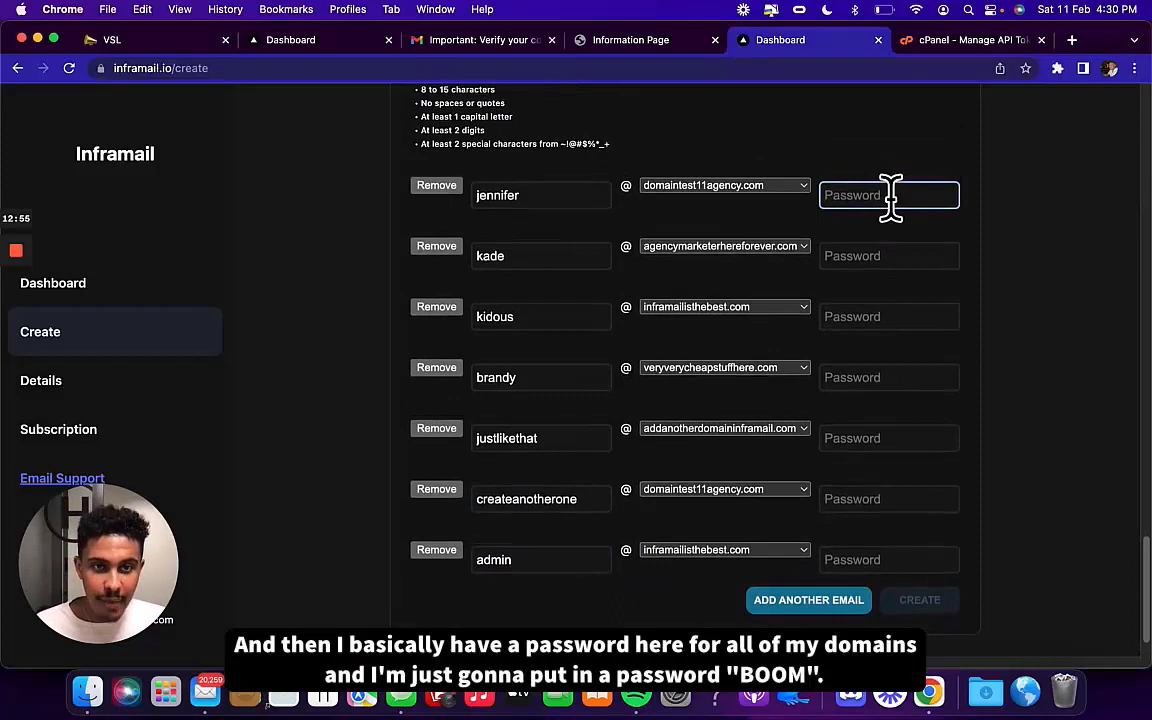 Chrome File Edit View History Bookmarks Profiles Tab Window Help Sat 11 Feb 4:30 PM
VSL Dashboard Important: Verify your co Information Page Dashboard cPanel - Manage API Tok
inframail.io/create
• 8 to 15 characters
• No spaces or quotes
• At least 1 capital letter
• At least 2 digits
• At least 2 special characters from ~!@#$%*_+
Inframail
12:55
Dashboard
Create
Details
Subscription
Email Support
Remove jennifer @ domaintest11agency.com Password
Remove kade @ agencymarketerhereforever.com Password
Remove kidous @ inframailisthebest.com Password
Remove brandy @ veryverycheapstuffhere.com Password
Remove justlikethat @ addanotherdomaininframail.com Password
Remove createanotherone @ domaintest11agency.com Password
Remove admin @ inframailisthebest.com Password
ADD ANOTHER EMAIL CREATE
com
And then I basically have a password here for all of my domains
and I'm just gonna put in a password "BOOM".
20,259